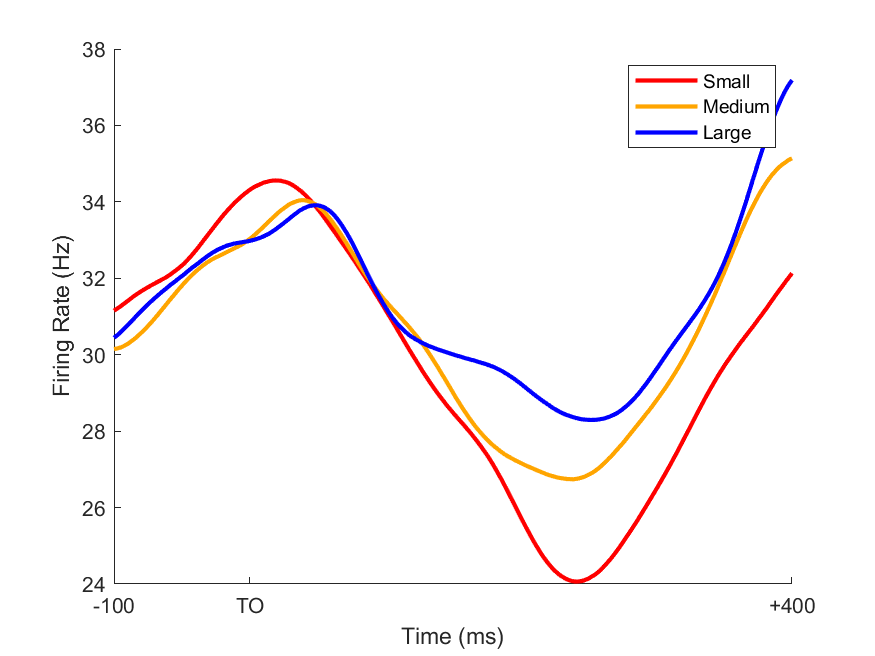 38
36
34
32
30
28
26
24
Firing Rate (Hz)
Small
Medium
Large
-100 TO +400
Time (ms)